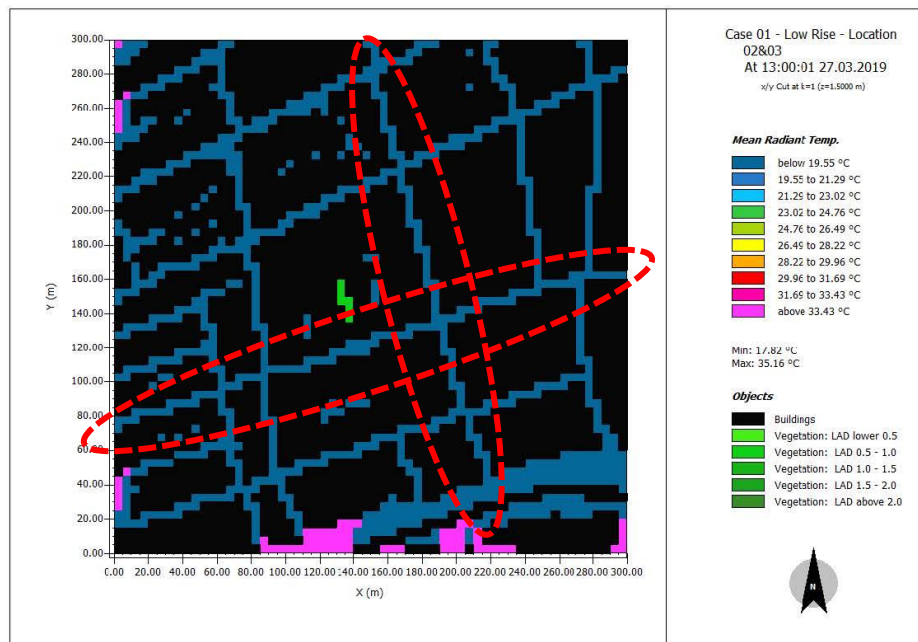 Case 01 - Low Rise - Location
02&03
At 13:00:01 27.03.2019
x/y Cut at k=1 (z=1.5000 m)
Mean Radiant Temp.
below 19.55 °C
19.55 to 21.29 °C
21.29 to 23.02 °C
23.02 to 24.76 °C
24.76 to 26.49 °C
26.49 to 28.22 °C
28.22 to 29.96 °C
29.96 to 31.69 °C
31.69 to 33.43 °C
above 33.43 °C
Min: 17.82 °C
Max: 35.16 °C
Objects
Buildings
Vegetation: LAD lower 0.5
Vegetation: LAD 0.5 - 1.0
Vegetation: LAD 1.0 - 1.5
Vegetation: LAD 1.5 - 2.0
Vegetation: LAD above 2.0
N
300.00
280.00
260.00
240.00
220.00
200.00
180.00
160.00
140.00
120.00
100.00
80.00
60.00
40.00
20.00
0.00
Y (m)
0.00 20.00 40.00 60.00 80.00 100.00 120.00 140.00 160.00 180.00 200.00 220.00 240.00 260.00 280.00 300.00
X (m)